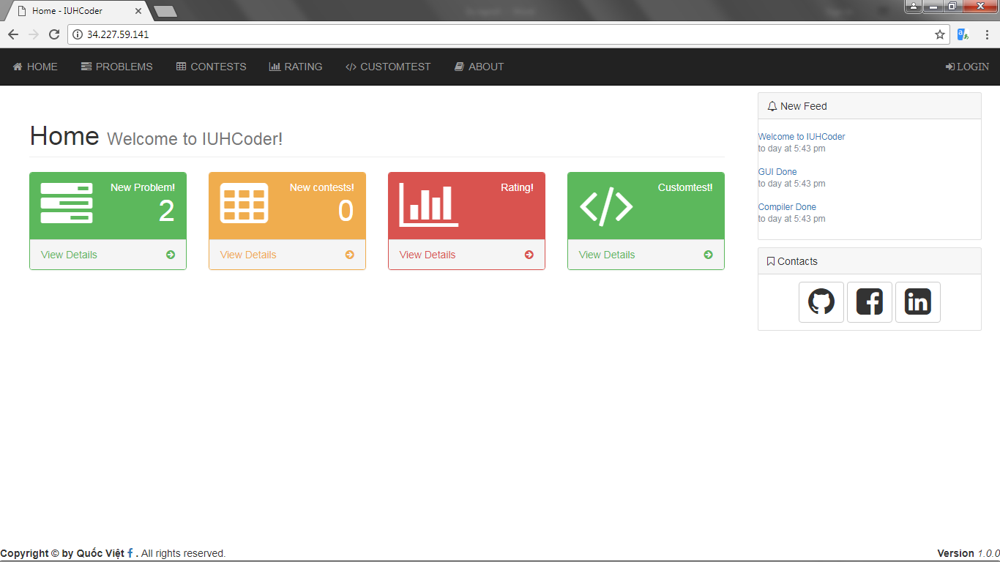 Home - IUHCoder
34.227.59.141
HOME PROBLEMS CONTESTS RATING </> CUSTOMTEST ABOUT LOGIN
Home Welcome to IUHCoder!
New Problem!
2
View Details
New contests!
0
View Details
Rating!
View Details
Customtest!
</>
View Details
New Feed
Welcome to IUHCoder
to day at 5:43 pm
GUI Done
to day at 5:43 pm
Compiler Done
to day at 5:43 pm
Contacts
Copyright © by Quốc Việt f . All rights reserved.
Version 1.0.0